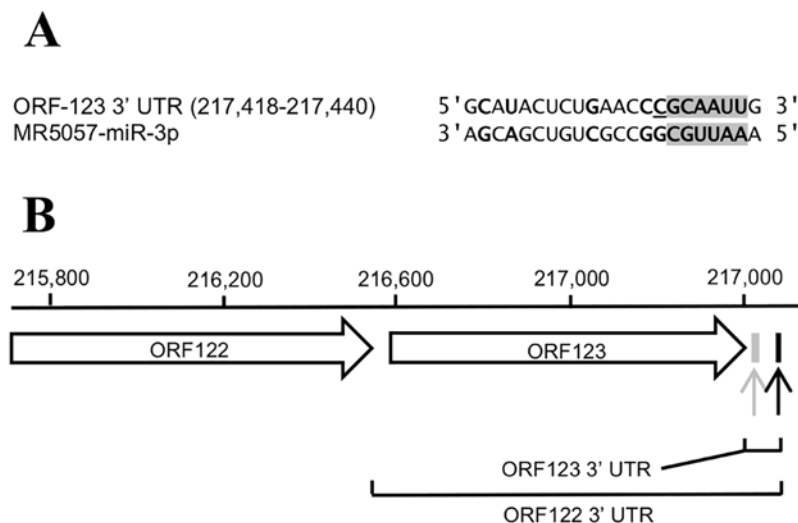 A
ORF-123 3' UTR (217,418-217,440) 5'GCAUACUCUGAACCCGCAAUUG 3'
MR5057-miR-3p 3'AGCAGCUGUCGCCGGCGUUAAA 5'
B
215,800 216,200 216,600 217,000 217,000
ORF122 ORF123
ORF123 3' UTR
ORF122 3' UTR